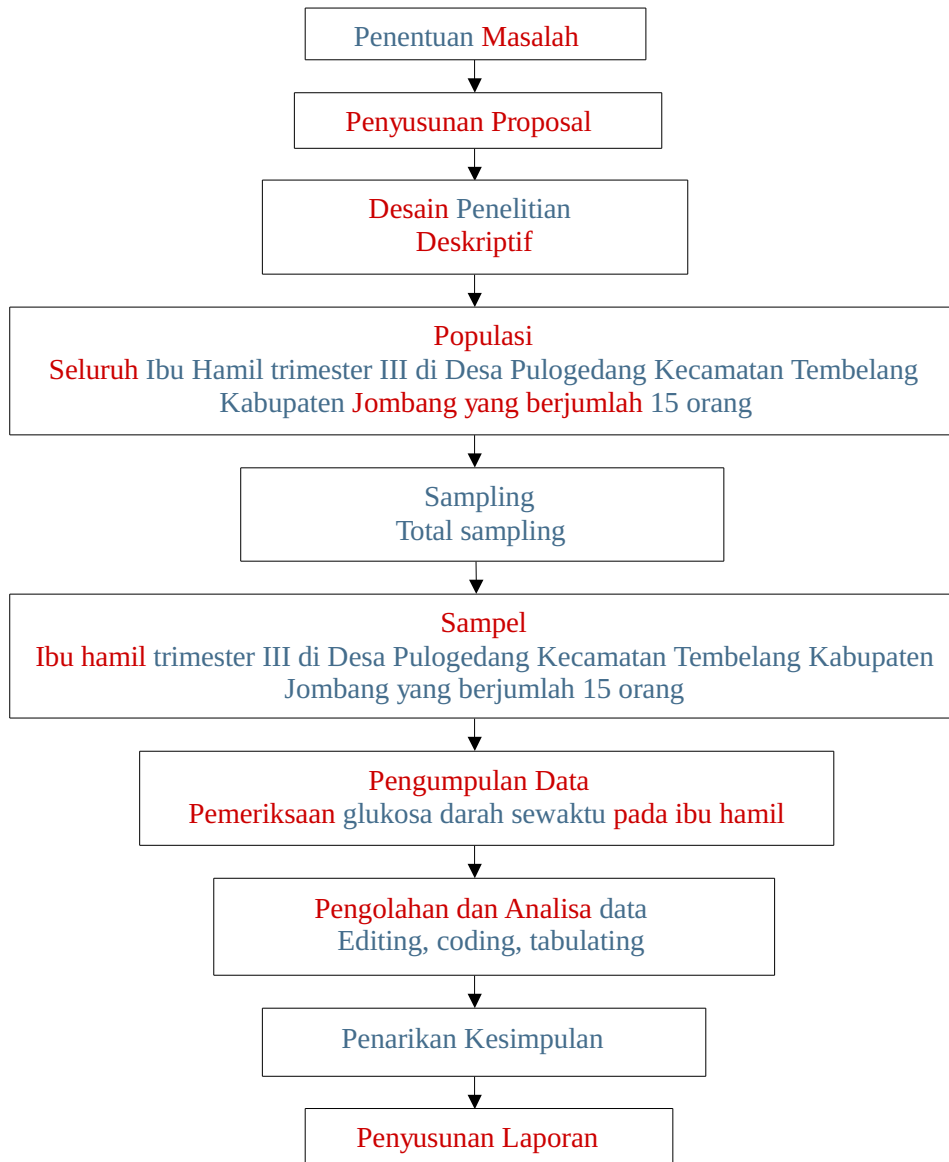 Penentuan Masalah
Penyusunan Proposal
Desain Penelitian
Deskriptif
Populasi
Seluruh Ibu Hamil trimester III di Desa Pulogedang Kecamatan Tembelang
Kabupaten Jombang yang berjumlah 15 orang
Sampling
Total sampling
Sampel
Ibu hamil trimester III di Desa Pulogedang Kecamatan Tembelang Kabupaten
Jombang yang berjumlah 15 orang
Pengumpulan Data
Pemeriksaan glukosa darah sewaktu pada ibu hamil
Pengolahan dan Analisa data
Editing, coding, tabulating
Penarikan Kesimpulan
Penyusunan Laporan